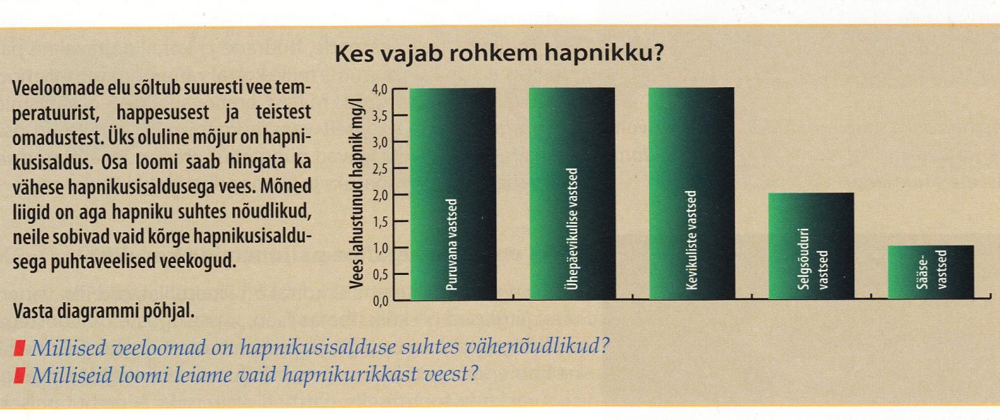 Kes vajab rohkem hapnikku?
Veeloomade elu sõltub suuresti vee tem-
peratuurist, happesusest ja teistest
omadustest. Üks oluline mõjur on hapni-
kusisaldus. Osa loomi saab hingata ka
vähese hapnikusisaldusega vees. Mõned
liigid on aga hapniku suhtes nõudlikud,
neile sobivad vaid kõrge hapnikusisaldu-
sega puhtaveelised veekogud.
Vasta diagrammi põhjal.
Vees lahustunud hapnik mg/l
4,0
3,5
3,0
2,5
2,0
1,5
1,0
0,5
0,0
Puruvana vastsed
Ühepäevikulise vastsed
Kevikuliste vastsed
Selgsõuduri
vastsed
Sääse-
vastsed
Millised veeloomad on hapnikusisalduse suhtes vähenõudlikud?
Milliseid loomi leiame vaid hapnikurikkast veest?